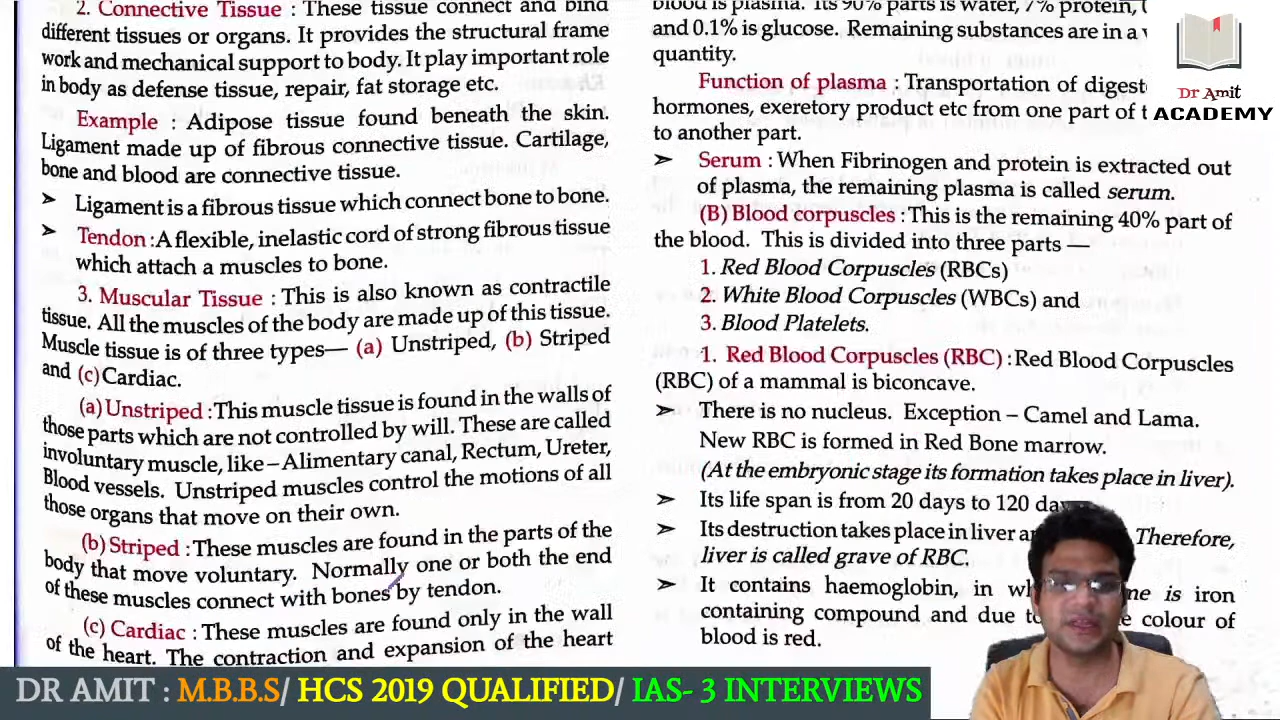 2. Connective Tissue : These tissue connect and bind
different tissues or organs. It provides the structural frame
work and mechanical support to body. It play important role
in body as defense tissue, repair, fat storage etc.
Example : Adipose tissue found beneath the skin.
Ligament made up of fibrous connective tissue. Cartilage,
bone and blood are connective tissue.
➢ Ligament is a fibrous tissue which connect bone to bone.
➢ Tendon : A flexible, inelastic cord of strong fibrous tissue
which attach a muscles to bone.
3. Muscular Tissue : This is also known as contractile
tissue. All the muscles of the body are made up of this tissue.
Muscle tissue is of three types— (a) Unstriped, (b) Striped
and (c) Cardiac.
(a) Unstriped : This muscle tissue is found in the walls of
those parts which are not controlled by will. These are called
involuntary muscle, like – Alimentary canal, Rectum, Ureter,
Blood vessels. Unstriped muscles control the motions of all
those organs that move on their own.
(b) Striped : These muscles are found in the parts of the
body that move voluntary. Normally one or both the end
of these muscles connect with bones by tendon.
(c) Cardiac : These muscles are found only in the wall
of the heart. The contraction and expansion of the heart
blood is plasma. Its 90% parts is water, 7% protein,
and 0.1% is glucose. Remaining substances are in a
quantity.
Function of plasma : Transportation of digest
hormones, exeretory product etc from one part of
to another part.
➢ Serum : When Fibrinogen and protein is extracted out
of plasma, the remaining plasma is called serum.
(B) Blood corpuscles : This is the remaining 40% part of
the blood. This is divided into three parts —
1. Red Blood Corpuscles (RBCs)
2. White Blood Corpuscles (WBCs) and
3. Blood Platelets.
1. Red Blood Corpuscles (RBC) : Red Blood Corpuscles
(RBC) of a mammal is biconcave.
➢ There is no nucleus. Exception – Camel and Lama.
New RBC is formed in Red Bone marrow.
(At the embryonic stage its formation takes place in liver).
➢ Its life span is from 20 days to 120
➢ Its destruction takes place in liver Therefore,
liver is called grave of RBC.
➢ It contains haemoglobin, in is iron
containing compound and due colour of
blood is red.
Dr Amit
ACADEMY
DR AMIT : M.B.B.S/ HCS 2019 QUALIFIED/ IAS- 3 INTERVIEWS